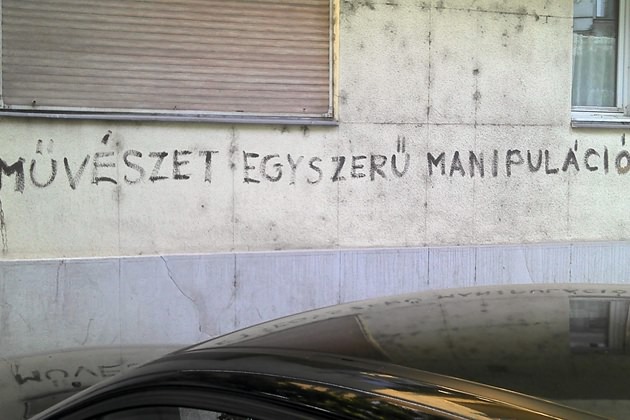 MŰVÉSZET EGYSZERŰ MANIPULÁCIÓ